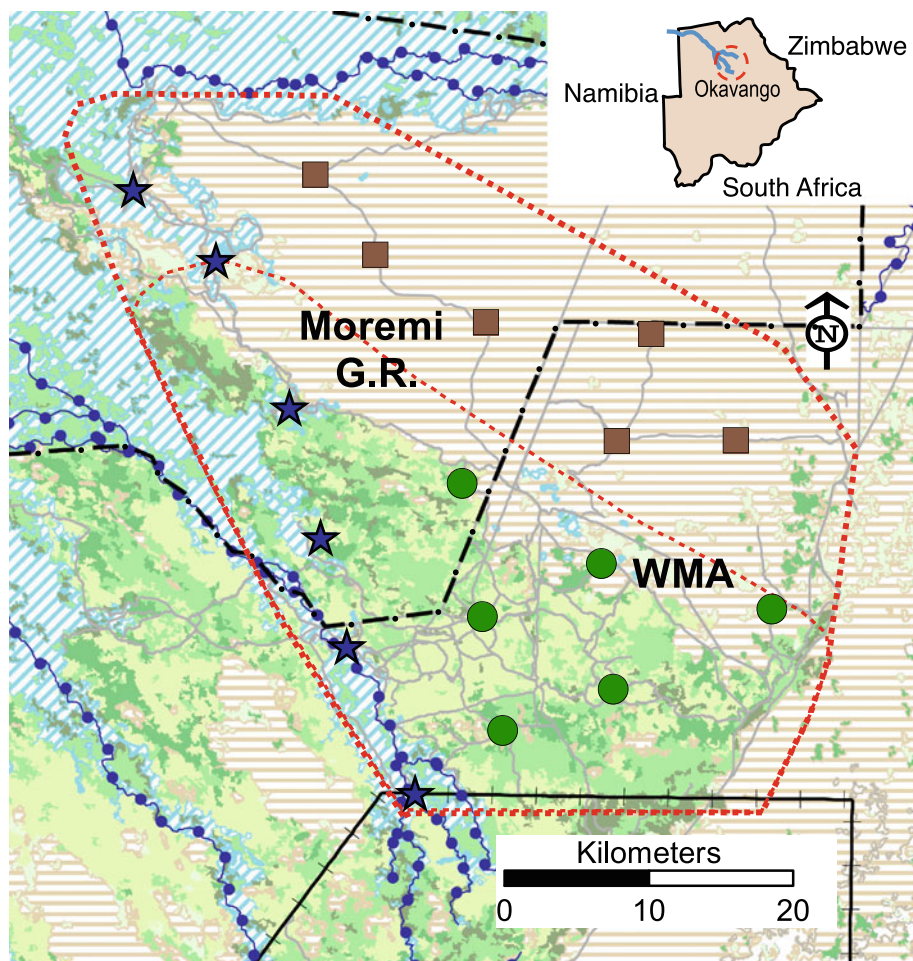 Zimbabwe
Namibia
Okavango
South Africa
Moremi
G.R.
N
WMA
Kilometers
0 10 20